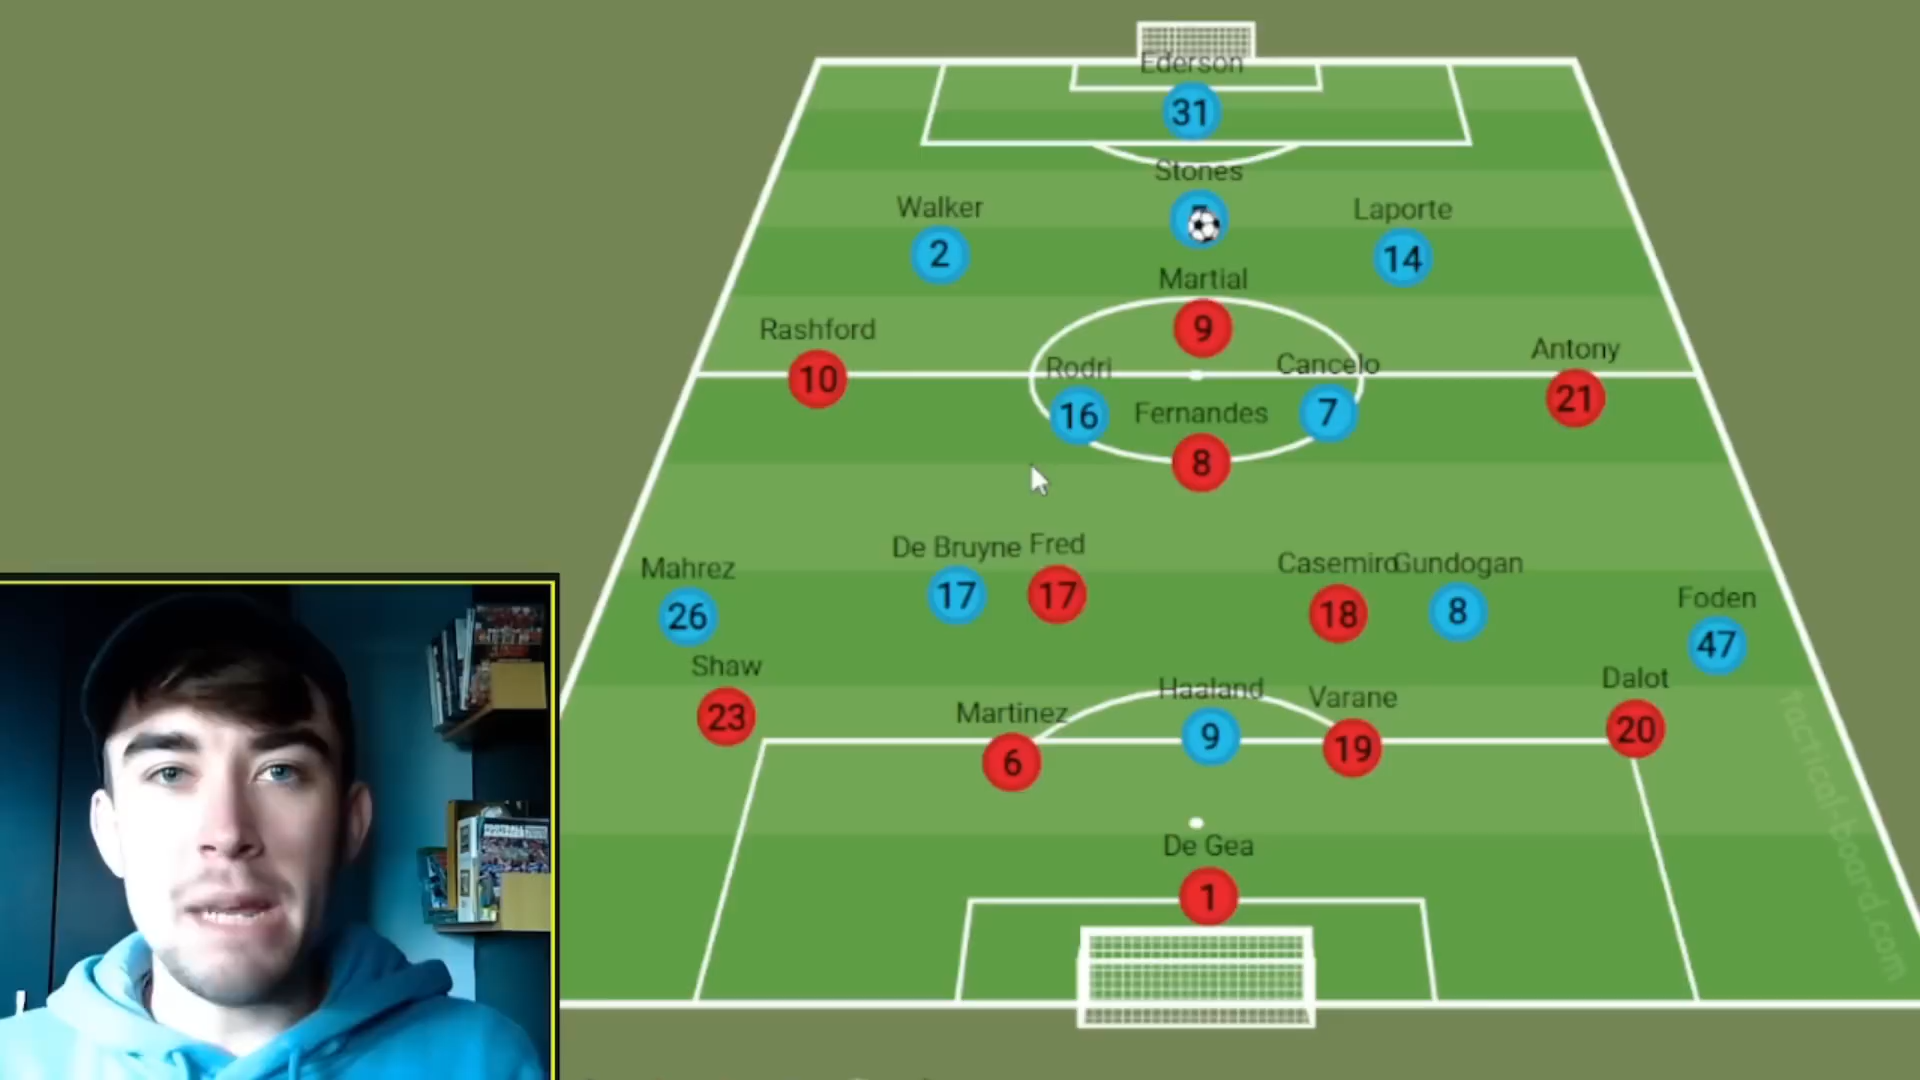 Ederson
31
Stones
Walker
2
Laporte
14
Martial
9
Rashford
10
Antony
21
Rodri
16
Cancelo
7
Fernandes
8
De Bruyne
17
Fred
17
Casemiro
18
Gundogan
8
Mahrez
26
Foden
47
Shaw
23
Martinez
6
Haaland
9
Varane
19
Dalot
20
De Gea
1
tactical-board.com